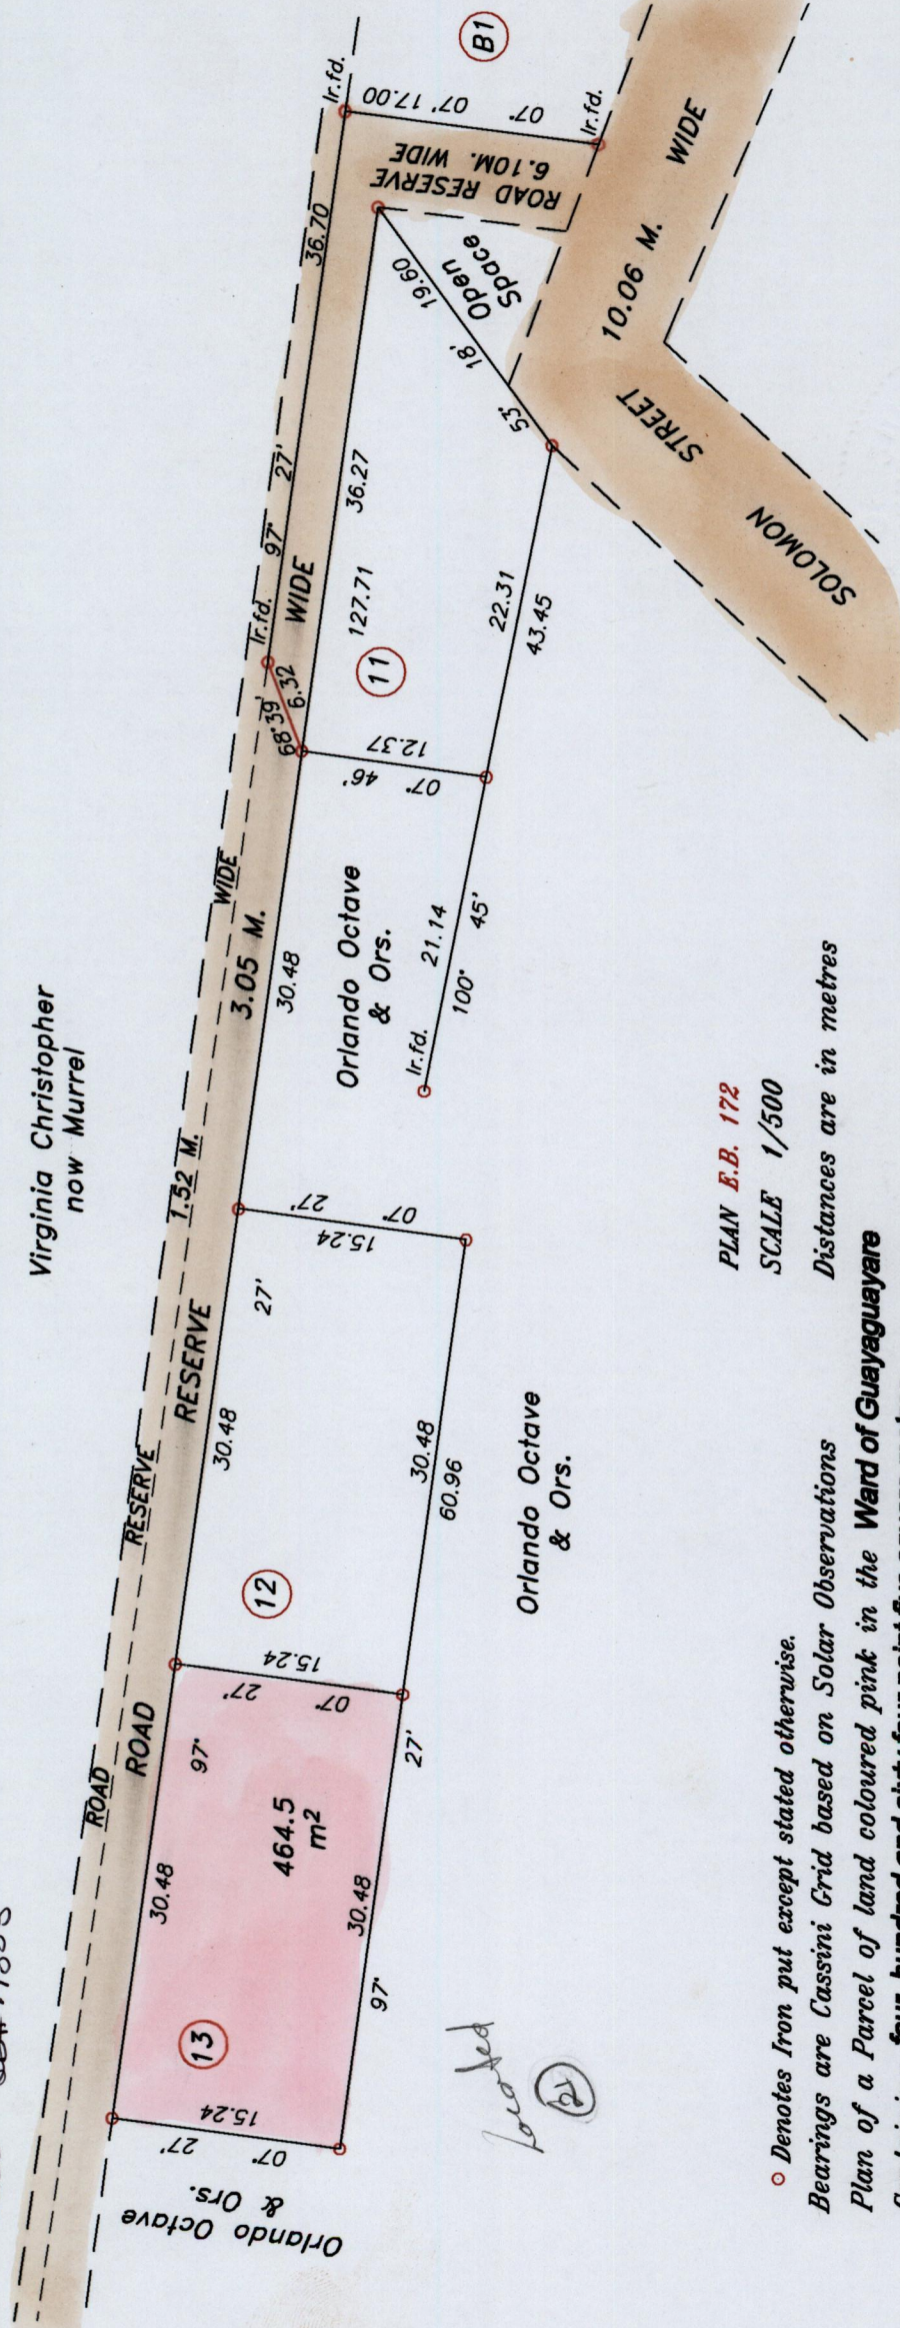 Virginia Christopher
now Murrel
ROAD
RESERVE
1.52 M.
WIDE
ROAD
RESERVE
3.05 M.
WIDE
Orlando Octave
& Ors.
07° 27'
15.24
13
30.48
97°
464.5
m²
30.48
97°
27'
07° 27'
15.24
12
30.48
27'
30.48
60.96
07° 27'
15.24
Orlando Octave
& Ors.
30.48
Orlando Octave
& Ors.
Ir.fd.
21.14
100° 45'
68°39'
6.32
Ir.fd.
97° 27'
36.70
Ir.fd.
07° 46'
12.37
11
127.71
36.27
22.31
43.45
53° 18'
19.60
Open
Space
ROAD RESERVE
6.10M. WIDE
07° 07' 17.00
Ir.fd.
B1
SOLOMON
STREET
10.06 M.
WIDE
Located
PLAN E.B. 172
SCALE 1/500
Distances are in metres
Denotes Iron put except stated otherwise.
Bearings are Cassini Grid based on Solar Observations
Plan of a Parcel of land coloured pink in the Ward of Guayaguayare